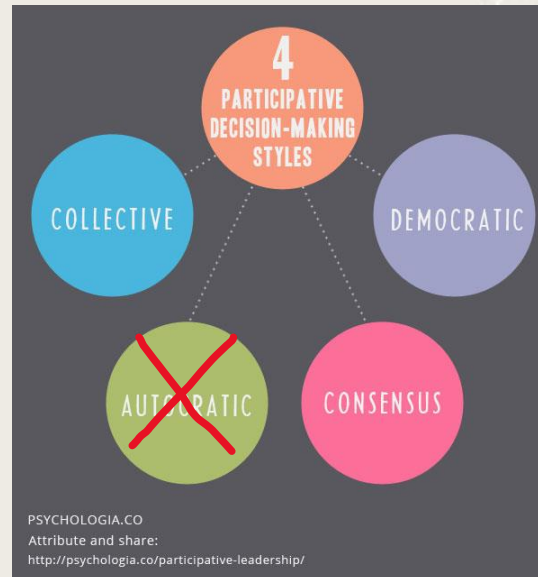 4
PARTICIPATIVE
DECISION-MAKING
STYLES
COLLECTIVE
DEMOCRATIC
AUTOCRATIC
CONSENSUS
PSYCHOLOGIA.CO
Attribute and share:
http://psychologia.co/participative-leadership/